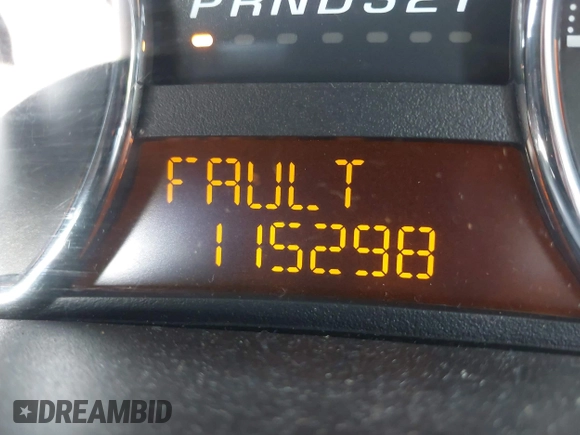 PRND321
FAULT
115298
DREAMBID